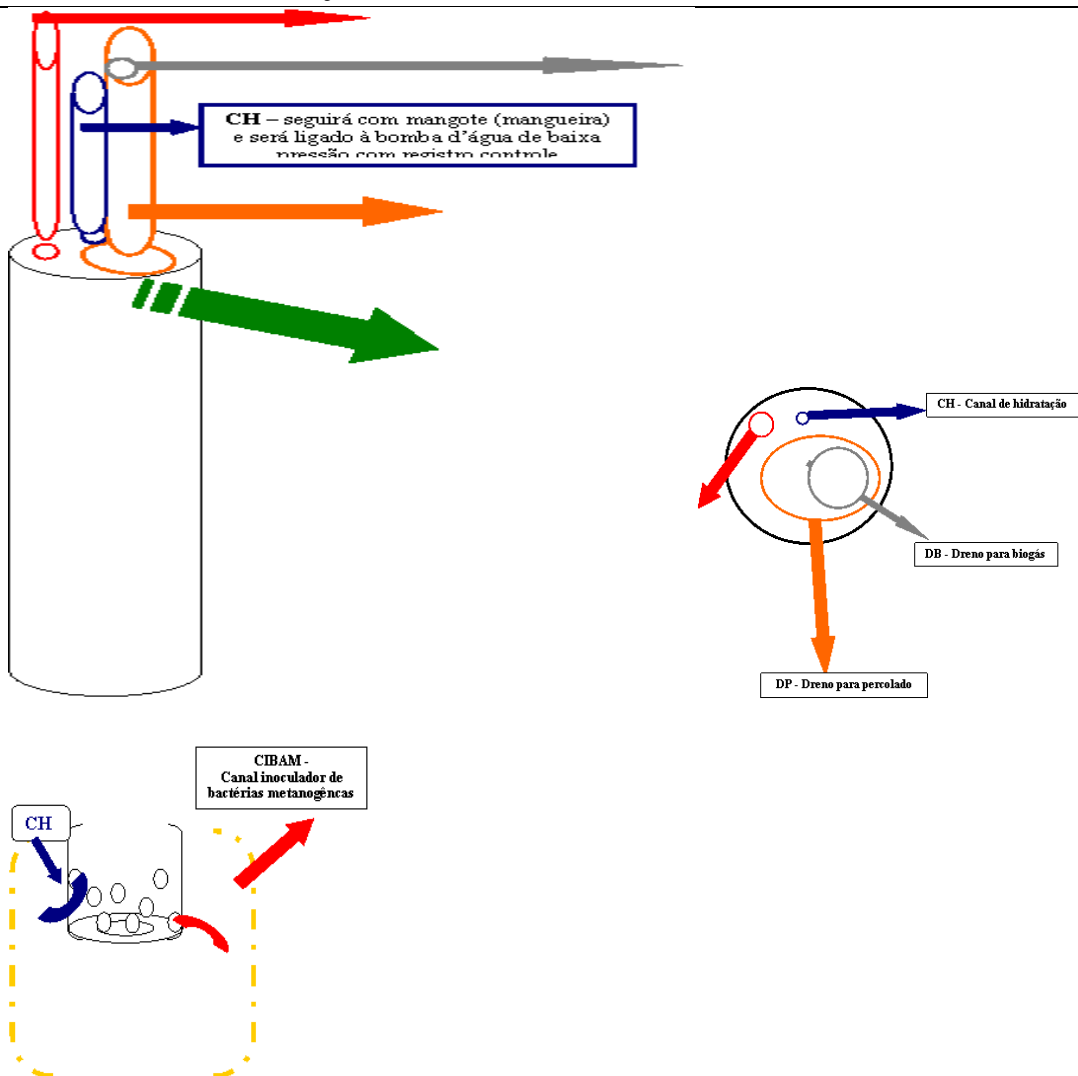 CH – seguirá com mangote (mangueira)
e será ligado à bomba d'água de baixa
pressão com registro controle
CH - Canal de hidratação
DB - Dreno para biogás
DP - Dreno para percolado
CIBAM -
Canal inoculador de
bactérias metanogêncas
CH